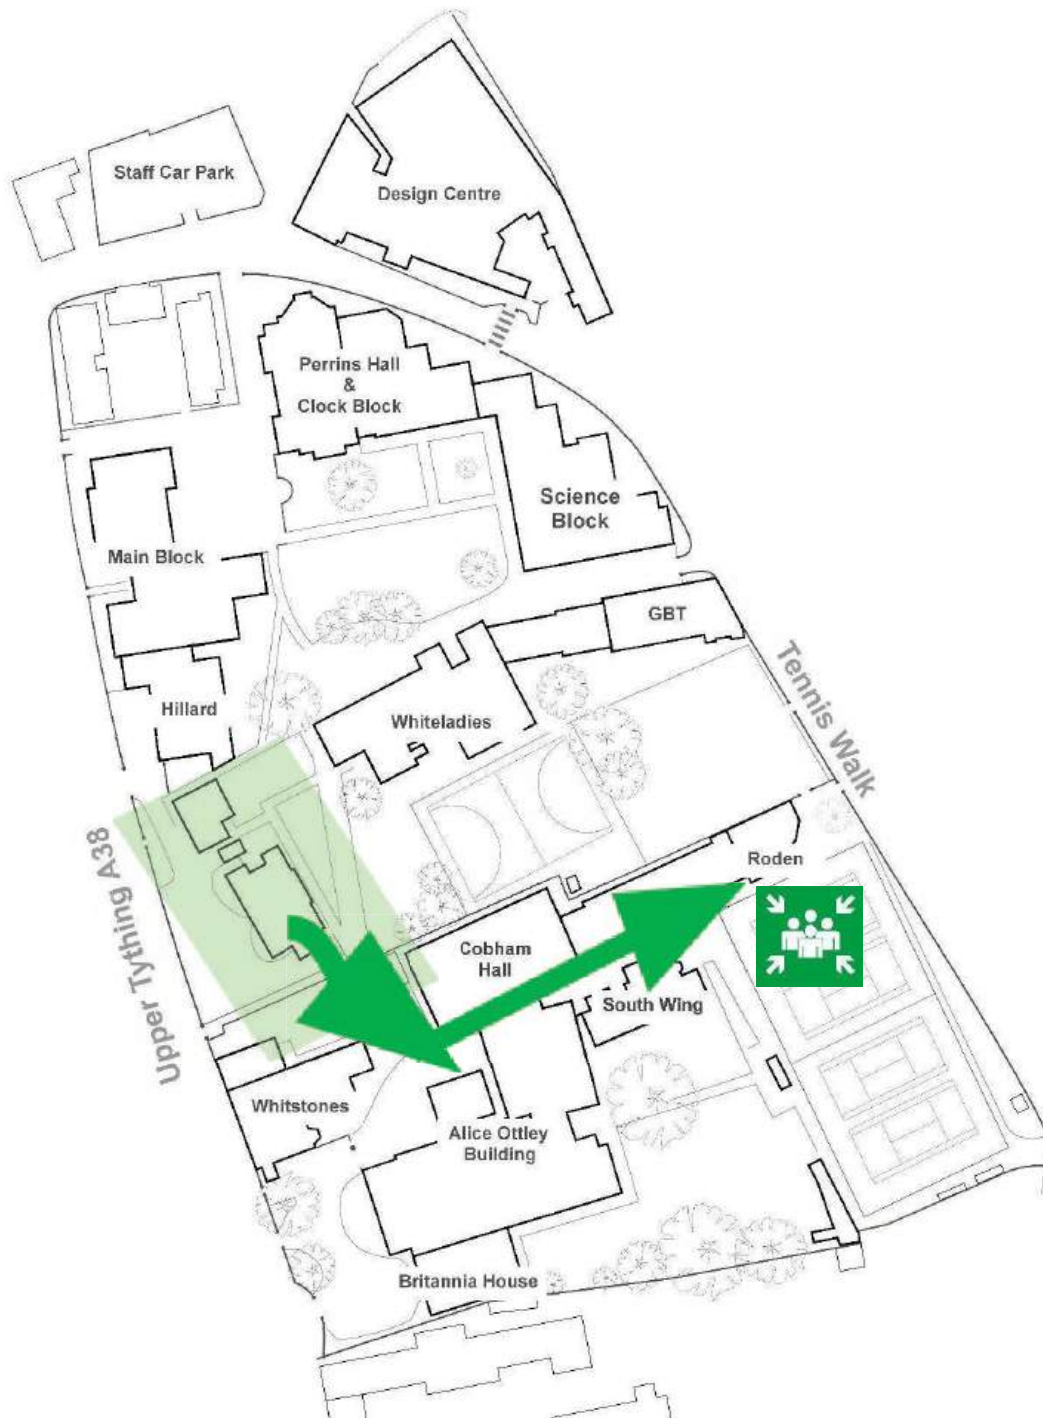 Staff Car Park
Design Centre
Perrins Hall
&
Clock Block
Science
Block
Main Block
GBT
Tennis Walk
Hillard
Whiteladies
Upper Tything A38
Roden
Cobham
Hall
South Wing
Whitstones
Alice Ottley
Building
Britannia House